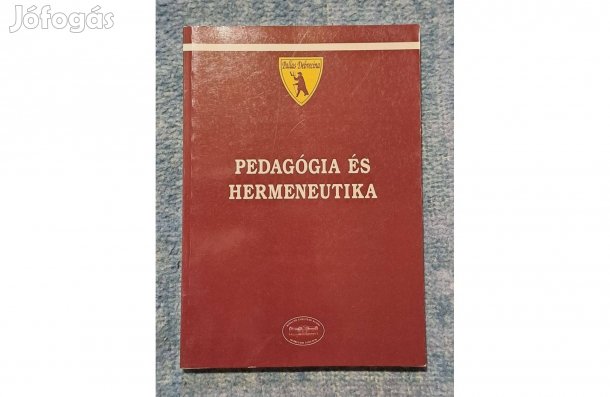 Jófogás
Pallas Debrecina
PEDAGÓGIA ÉS
HERMENEUTIKA